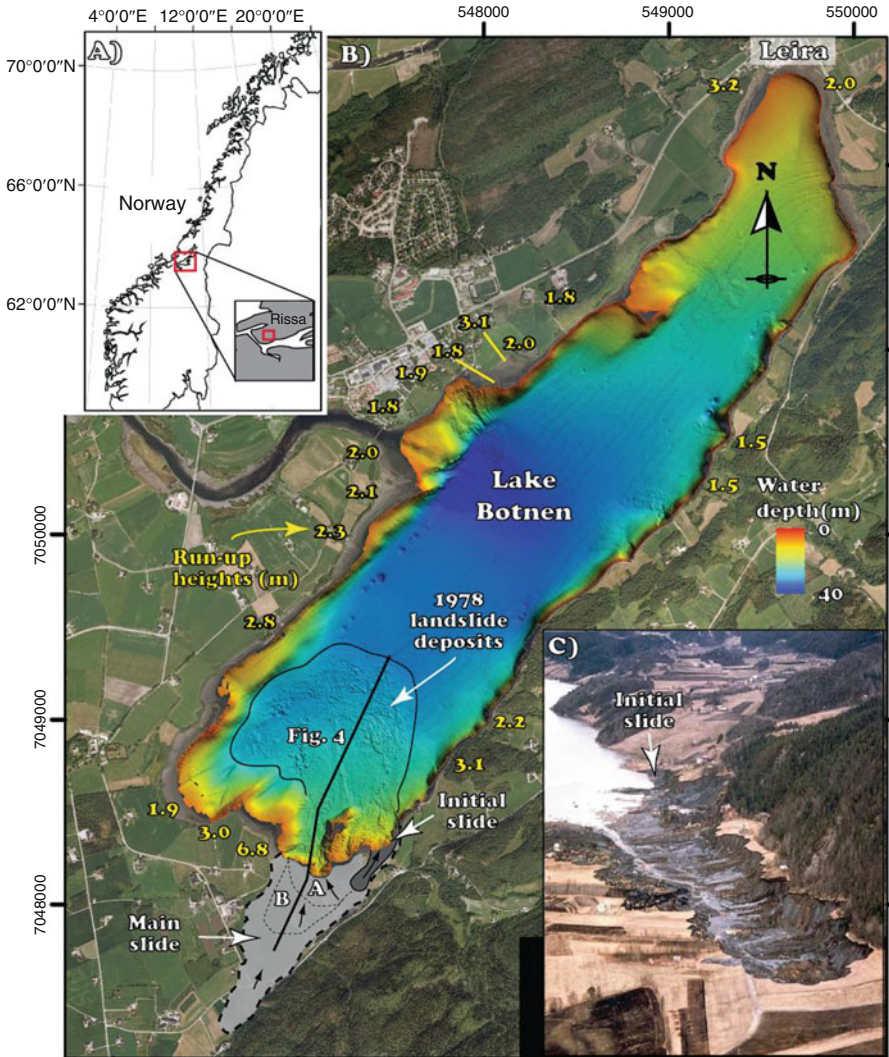 4°0'0"E 12°0'0"E 20°0'0"E
548000 549000 550000
A)
70°0'0"N
66°0'0"N
62°0'0"N
Norway
Rissa
B)
Leira
3.2
2.0
N
1.8
3.1
2.0
1.8
1.9
1.8
2.0
2.1
2.3
Run-up
heights (m)
2.8
Lake
Botnen
1.5
1.5
Water
depth(m)
0
40
1978
landslide
deposits
Fig. 4
2.2
3.1
Initial
slide
1.9
3.0
6.8
B
A
Main
slide
7050000
7049000
7048000
C)
Initial
slide